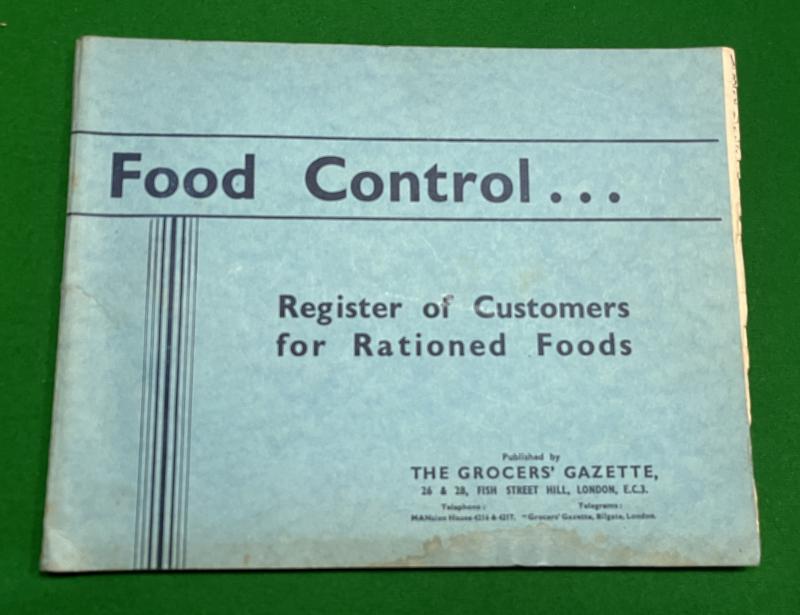 Food Control...
Register of Customers
for Rationed Foods
Published by
THE GROCERS' GAZETTE,
26 & 28, FISH STREET HILL, LONDON, E.C.3.
Telephone: Telegrams:
MANsion House 4216 & 4217. "Grocers' Gazette, Bilgate, London.